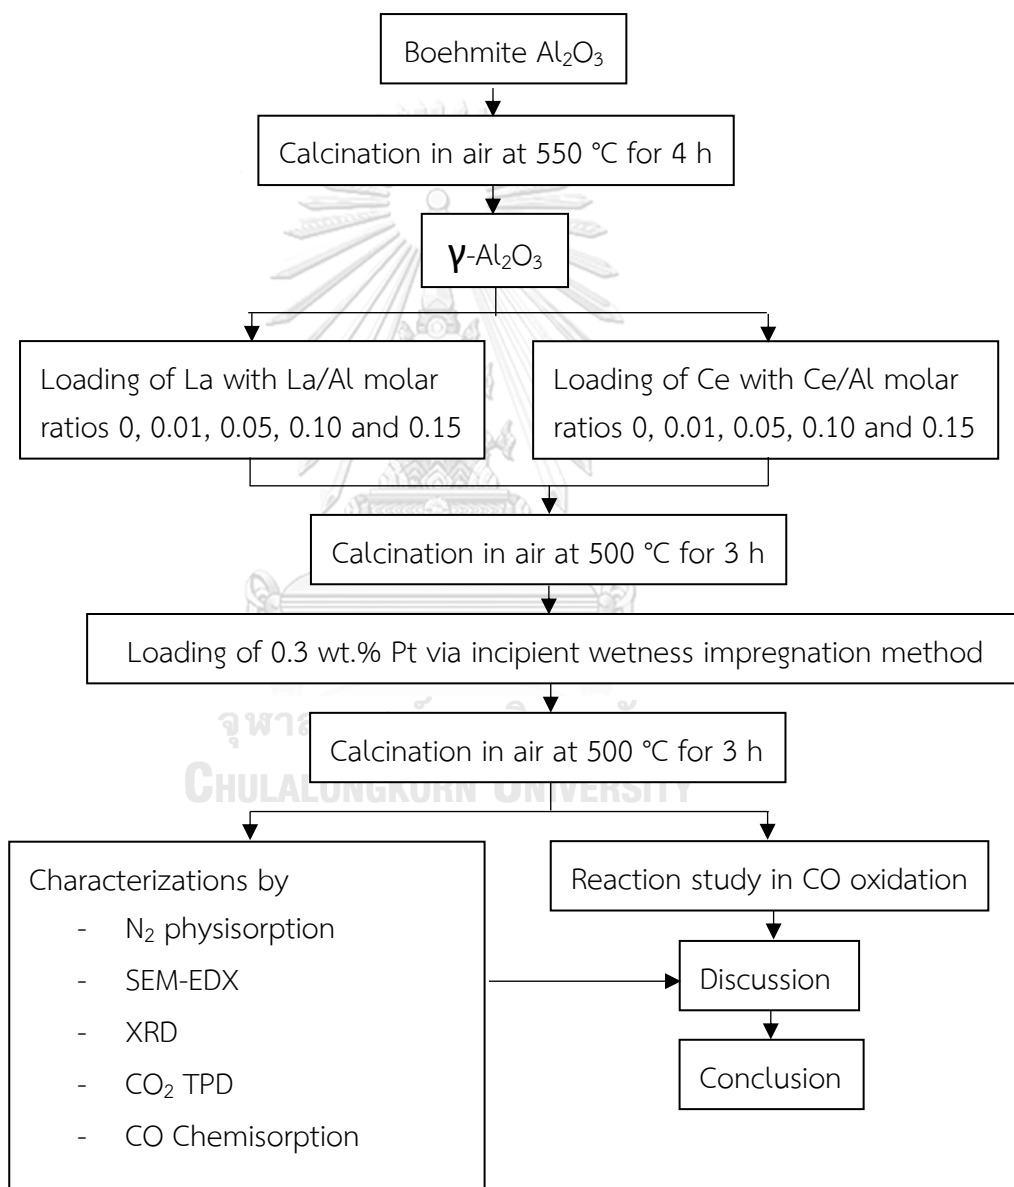 Boehmite Al₂O₃
Calcination in air at 550 °C for 4 h
γ-Al₂O₃
Loading of La with La/Al molar
ratios 0, 0.01, 0.05, 0.10 and 0.15
Loading of Ce with Ce/Al molar
ratios 0, 0.01, 0.05, 0.10 and 0.15
Calcination in air at 500 °C for 3 h
Loading of 0.3 wt.% Pt via incipient wetness impregnation method
Calcination in air at 500 °C for 3 h
CHULALONGKORN UNIVERSITY
Characterizations by
- N₂ physisorption
- SEM-EDX
- XRD
- CO₂ TPD
- CO Chemisorption
Reaction study in CO oxidation
Discussion
Conclusion